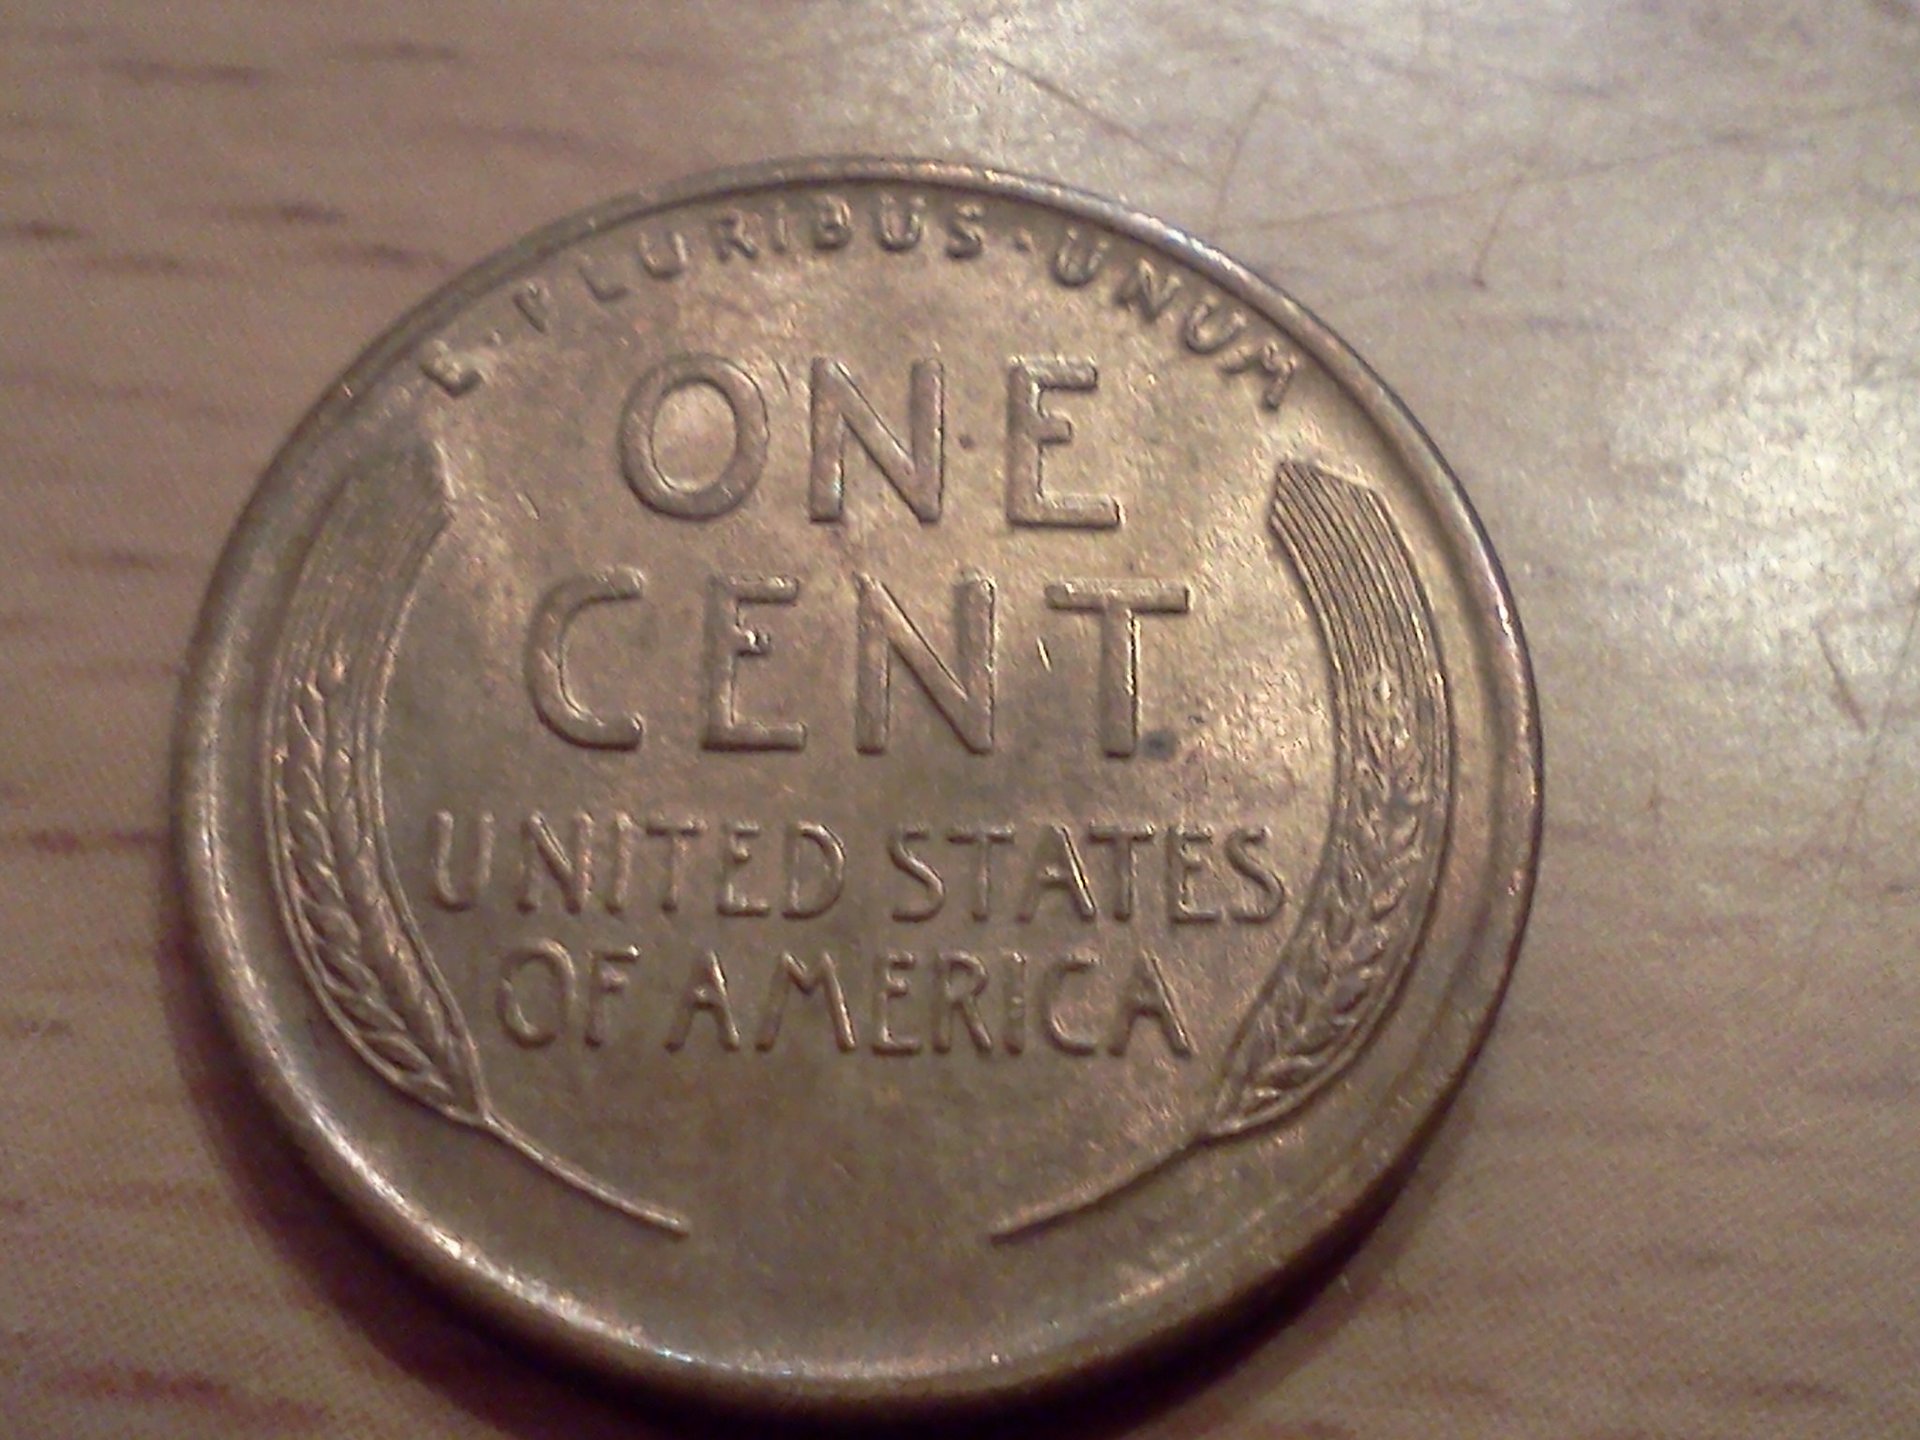 E·PLURIBUS·UNUM
ONE
CENT
UNITED STATES
OF AMERICA